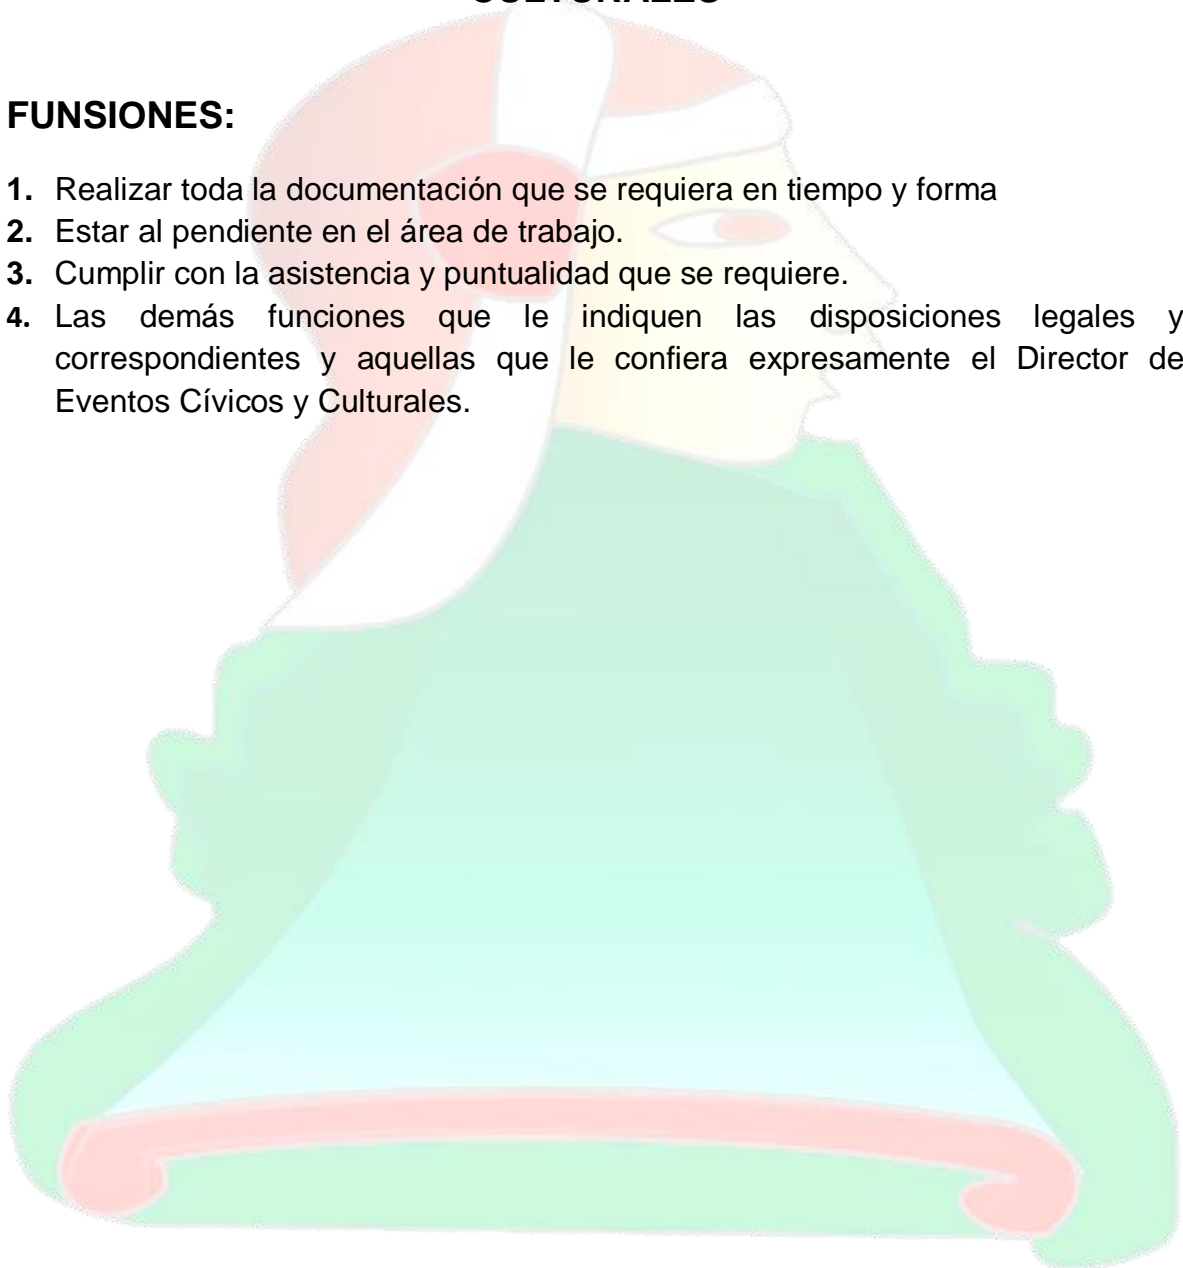 CULTURALES
FUNSIONES:
1. Realizar toda la documentación que se requiera en tiempo y forma
2. Estar al pendiente en el área de trabajo.
3. Cumplir con la asistencia y puntualidad que se requiere.
4. Las demás funciones que le indiquen las disposiciones legales y
correspondientes y aquellas que le confiera expresamente el Director de
Eventos Cívicos y Culturales.